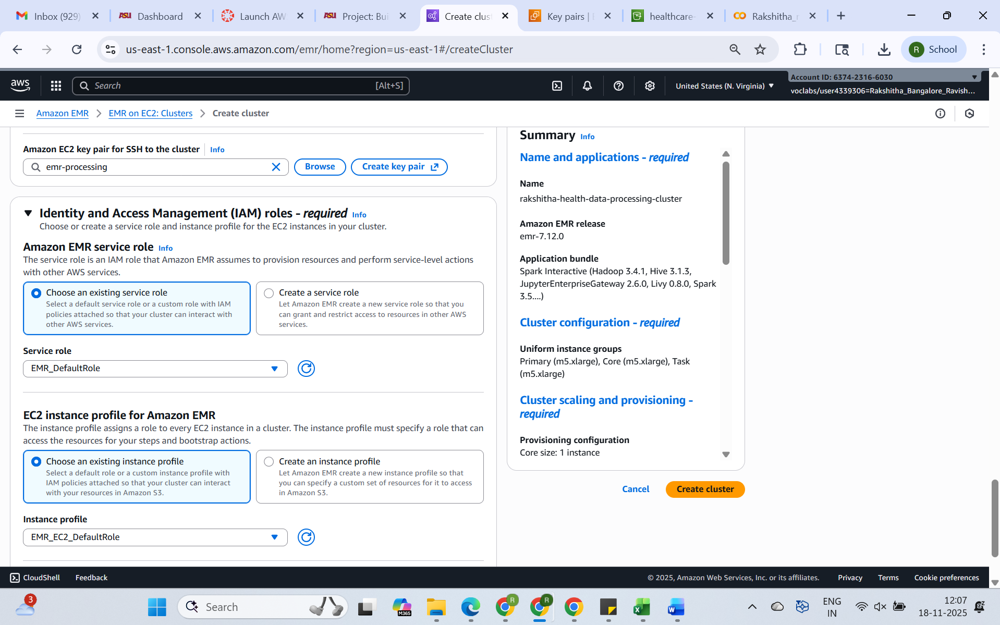 Inbox (929)
Dashboard
Launch AW
Project: Bui
Create clus
Key pairs |
healthcare-
Rakshitha_r
us-east-1.console.aws.amazon.com/emr/home?region=us-east-1#/createCluster
School
aws
Search
[Alt+S]
United States (N. Virginia)
Account ID: 6374-2316-6030
voclabs/user4339306=Rakshitha_Bangalore_Ravish...
Amazon EMR
EMR on EC2: Clusters
Create cluster
Amazon EC2 key pair for SSH to the cluster
Info
emr-processing
Browse
Create key pair
Identity and Access Management (IAM) roles - required Info
Choose or create a service role and instance profile for the EC2 instances in your cluster.
Amazon EMR service role Info
The service role is an IAM role that Amazon EMR assumes to provision resources and perform service-level actions
with other AWS services.
Choose an existing service role
Select a default service role or a custom role with IAM
policies attached so that your cluster can interact with
other AWS services.
Create a service role
Let Amazon EMR create a new service role so that you
can grant and restrict access to resources in other AWS
services.
Service role
EMR_DefaultRole
EC2 instance profile for Amazon EMR
The instance profile assigns a role to every EC2 instance in a cluster. The instance profile must specify a role that can
access the resources for your steps and bootstrap actions.
Choose an existing instance profile
Select a default role or a custom instance profile with
IAM policies attached so that your cluster can interact
with your resources in Amazon S3.
Create an instance profile
Let Amazon EMR create a new instance profile so that
you can specify a custom set of resources for it to access
in Amazon S3.
Instance profile
EMR_EC2_DefaultRole
Summary Info
Name and applications - required
Name
rakshitha-health-data-processing-cluster
Amazon EMR release
emr-7.12.0
Application bundle
Spark Interactive (Hadoop 3.4.1, Hive 3.1.3,
JupyterEnterpriseGateway 2.6.0, Livy 0.8.0, Spark
3.5....)
Cluster configuration - required
Uniform instance groups
Primary (m5.xlarge), Core (m5.xlarge), Task
(m5.xlarge)
Cluster scaling and provisioning -
required
Provisioning configuration
Core size: 1 instance
Cancel
Create cluster
CloudShell
Feedback
© 2025, Amazon Web Services, Inc. or its affiliates.
Privacy
Terms
Cookie preferences
3
Search
M365
ENG
IN
12:07
18-11-2025